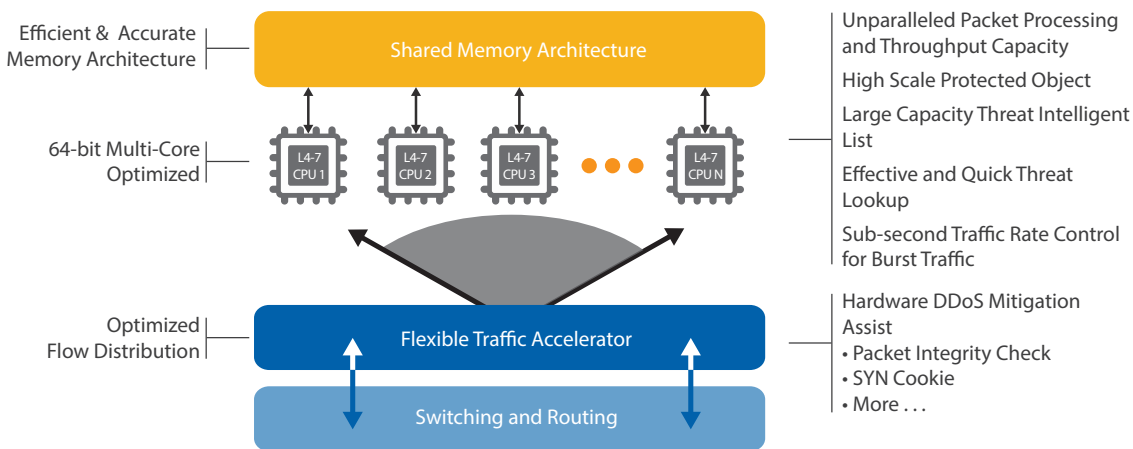 Efficient & Accurate
Memory Architecture
Shared Memory Architecture
Unparalleled Packet Processing
and Throughput Capacity
High Scale Protected Object
Large Capacity Threat Intelligent
List
Effective and Quick Threat
Lookup
Sub-second Traffic Rate Control
for Burst Traffic
64-bit Multi-Core
Optimized
L4-7
CPU 1
L4-7
CPU 2
L4-7
CPU 3
L4-7
CPU N
Optimized
Flow Distribution
Flexible Traffic Accelerator
Hardware DDoS Mitigation
Assist
• Packet Integrity Check
• SYN Cookie
• More . . .
Switching and Routing